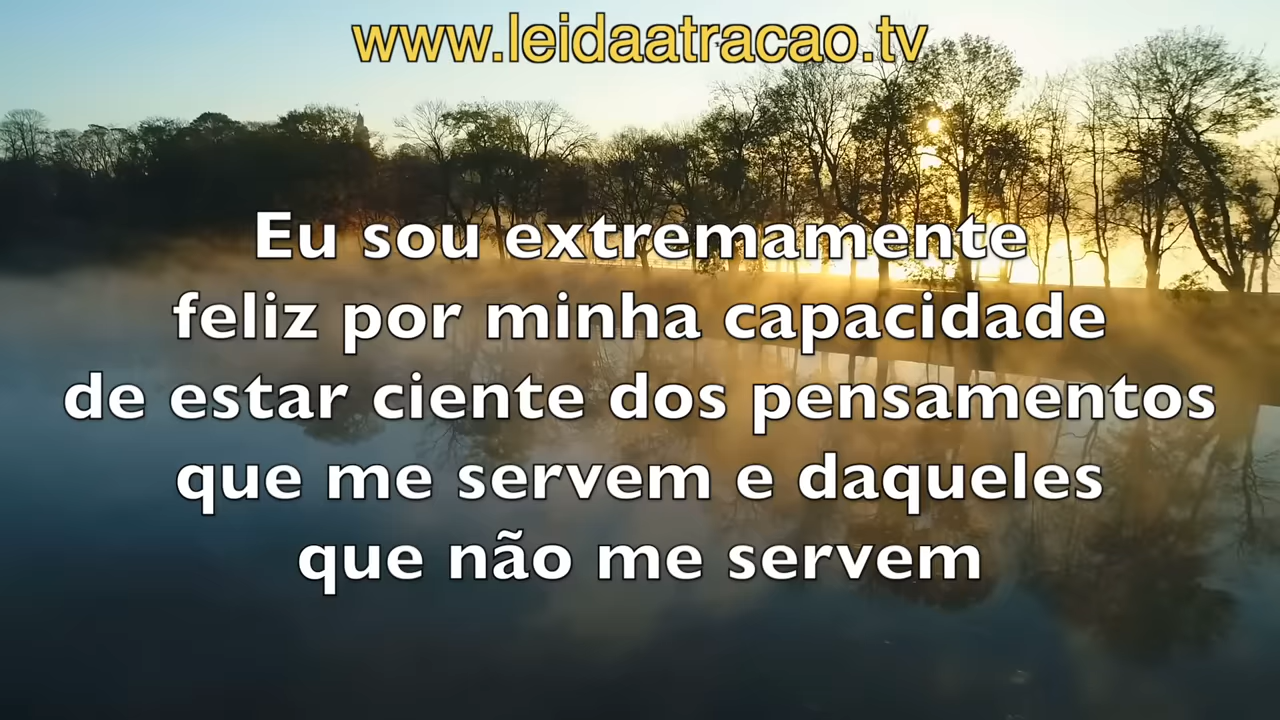 www.leidaatracao.tv
Eu sou extremamente
feliz por minha capacidade
de estar ciente dos pensamentos
que me servem e daqueles
que não me servem